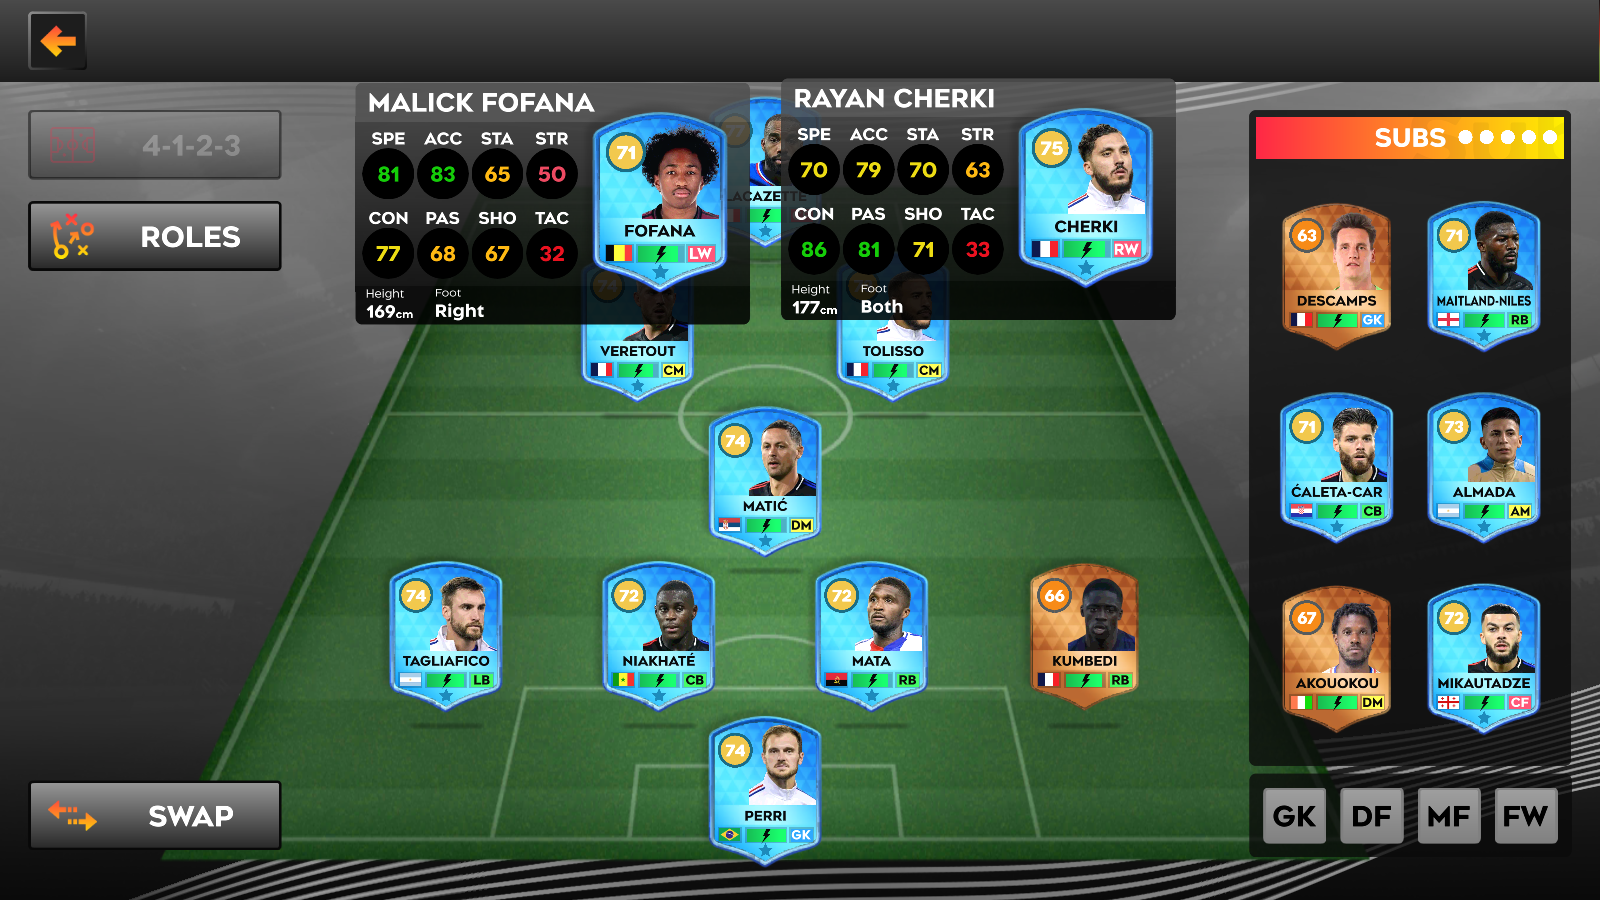 4-1-2-3
ROLES
SWAP
MALICK FOFANA
SPE ACC STA STR
81 83 65 50
CON PAS SHO TAC
77 68 67 32
Height Foot
169cm Right
71
FOFANA
LW
LACAZETTE
RAYAN CHERKI
SPE ACC STA STR
70 79 70 63
CON PAS SHO TAC
86 81 71 33
Height Foot
177cm Both
75
CHERKI
RW
VERETOUT
CM
TOLISSO
CM
74
MATIĆ
DM
74
TAGLIAFICO
LB
72
NIAKHATÉ
CB
72
MATA
RB
66
KUMBEDI
RB
74
PERRI
GK
SUBS
63
DESCAMPS
GK
71
MAITLAND-NILES
RB
71
ĆALETA-CAR
CB
73
ALMADA
AM
67
AKOUOKOU
DM
72
MIKAUTADZE
CF
GK DF MF FW